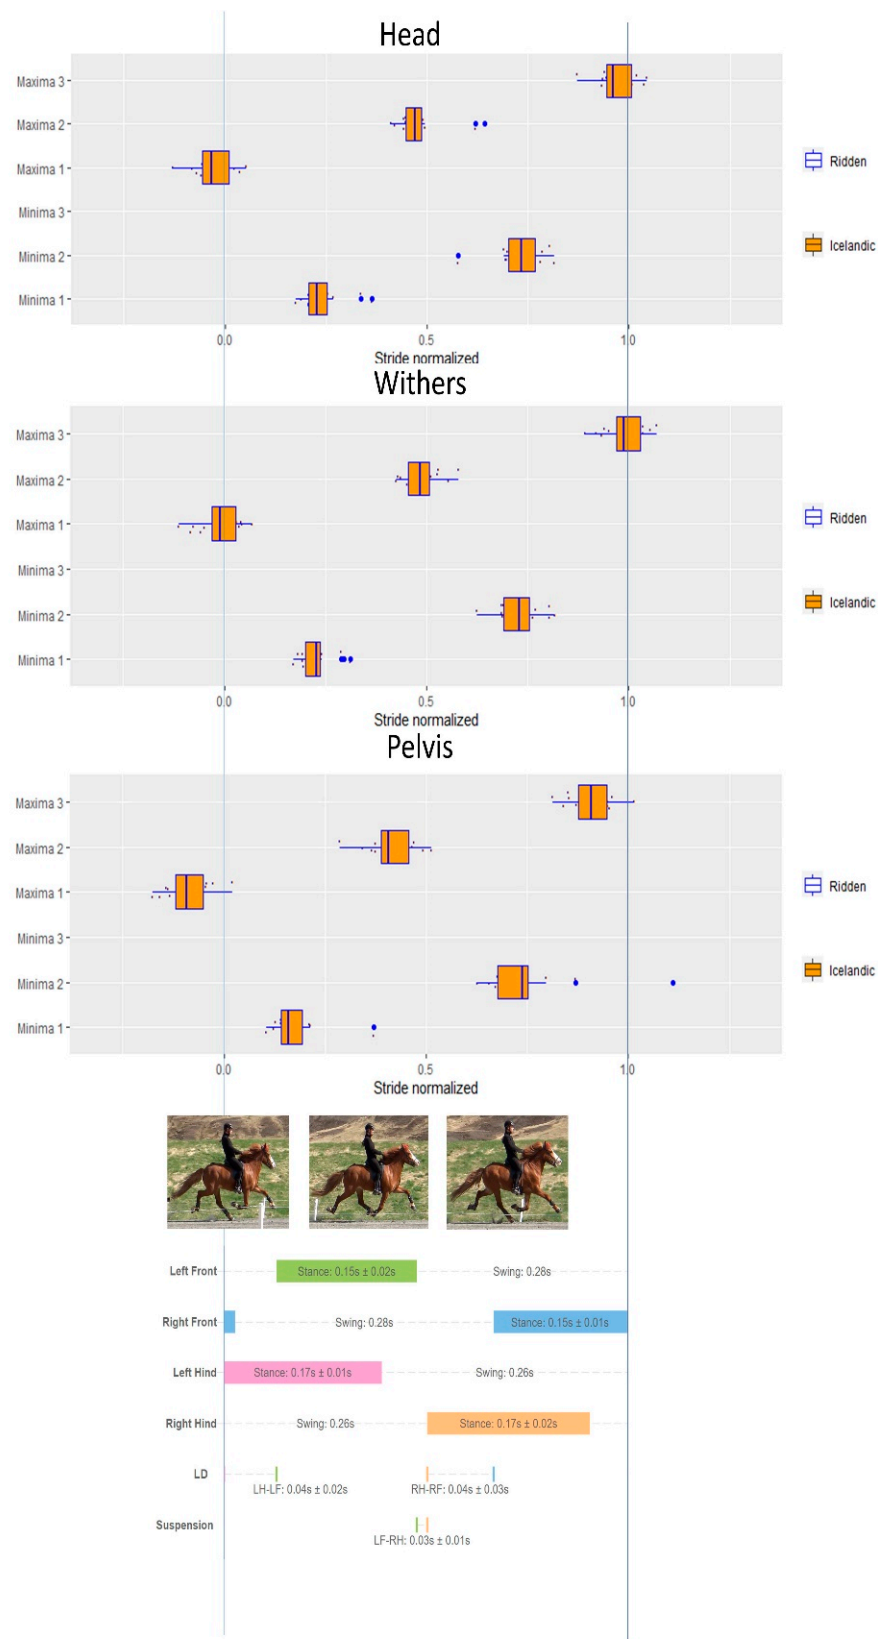 Head
Maxima 3
Maxima 2
Maxima 1
Minima 3
Minima 2
Minima 1
0.0 0.5 1.0
Stride normalized
Ridden
Icelandic
Withers
Maxima 3
Maxima 2
Maxima 1
Minima 3
Minima 2
Minima 1
0.0 0.5 1.0
Stride normalized
Ridden
Icelandic
Pelvis
Maxima 3
Maxima 2
Maxima 1
Minima 3
Minima 2
Minima 1
0.0 0.5 1.0
Stride normalized
Ridden
Icelandic
Left Front Stance: 0.15s ± 0.02s Swing: 0.28s
Right Front Swing: 0.28s Stance: 0.15s ± 0.01s
Left Hind Stance: 0.17s ± 0.01s Swing: 0.26s
Right Hind Swing: 0.26s Stance: 0.17s ± 0.02s
LD
LH-LF: 0.04s ± 0.02s RH-RF: 0.04s ± 0.03s
Suspension
LF-RH: 0.03s ± 0.01s